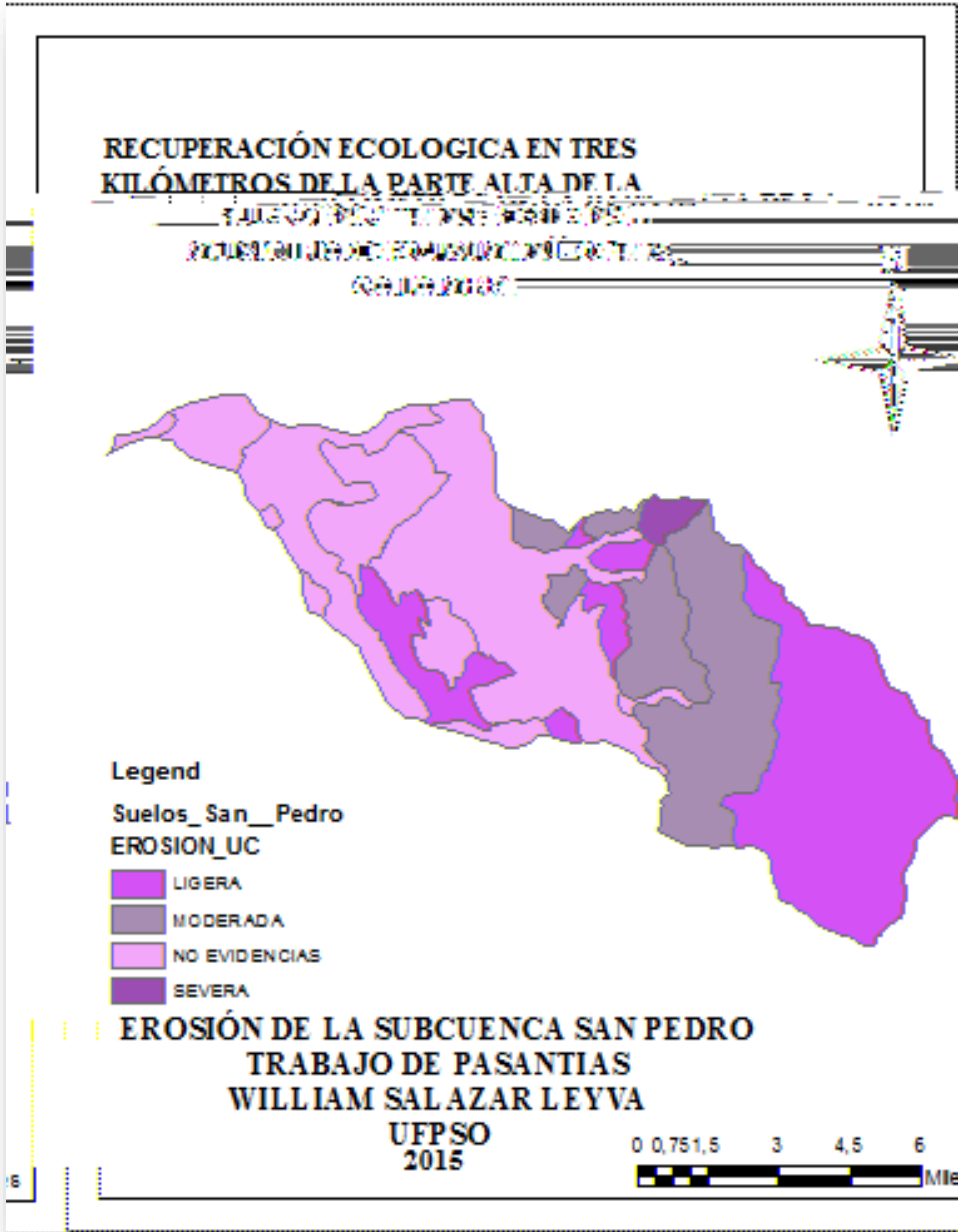 RECUPERACIÓN ECOLOGICA EN TRES
KILÓMETROS DE LA PARTE ALTA DE LA
Legend
Suelos_San__Pedro
EROSION_UC
LIGERA
MODERADA
NO EVIDENCIAS
SEVERA
EROSIÓN DE LA SUBCUENCA SAN PEDRO
TRABAJO DE PASANTIAS
WILLIAM SALAZAR LEYVA
UFPSO
2015
0 0,75 1,5 3 4,5 6
Mile